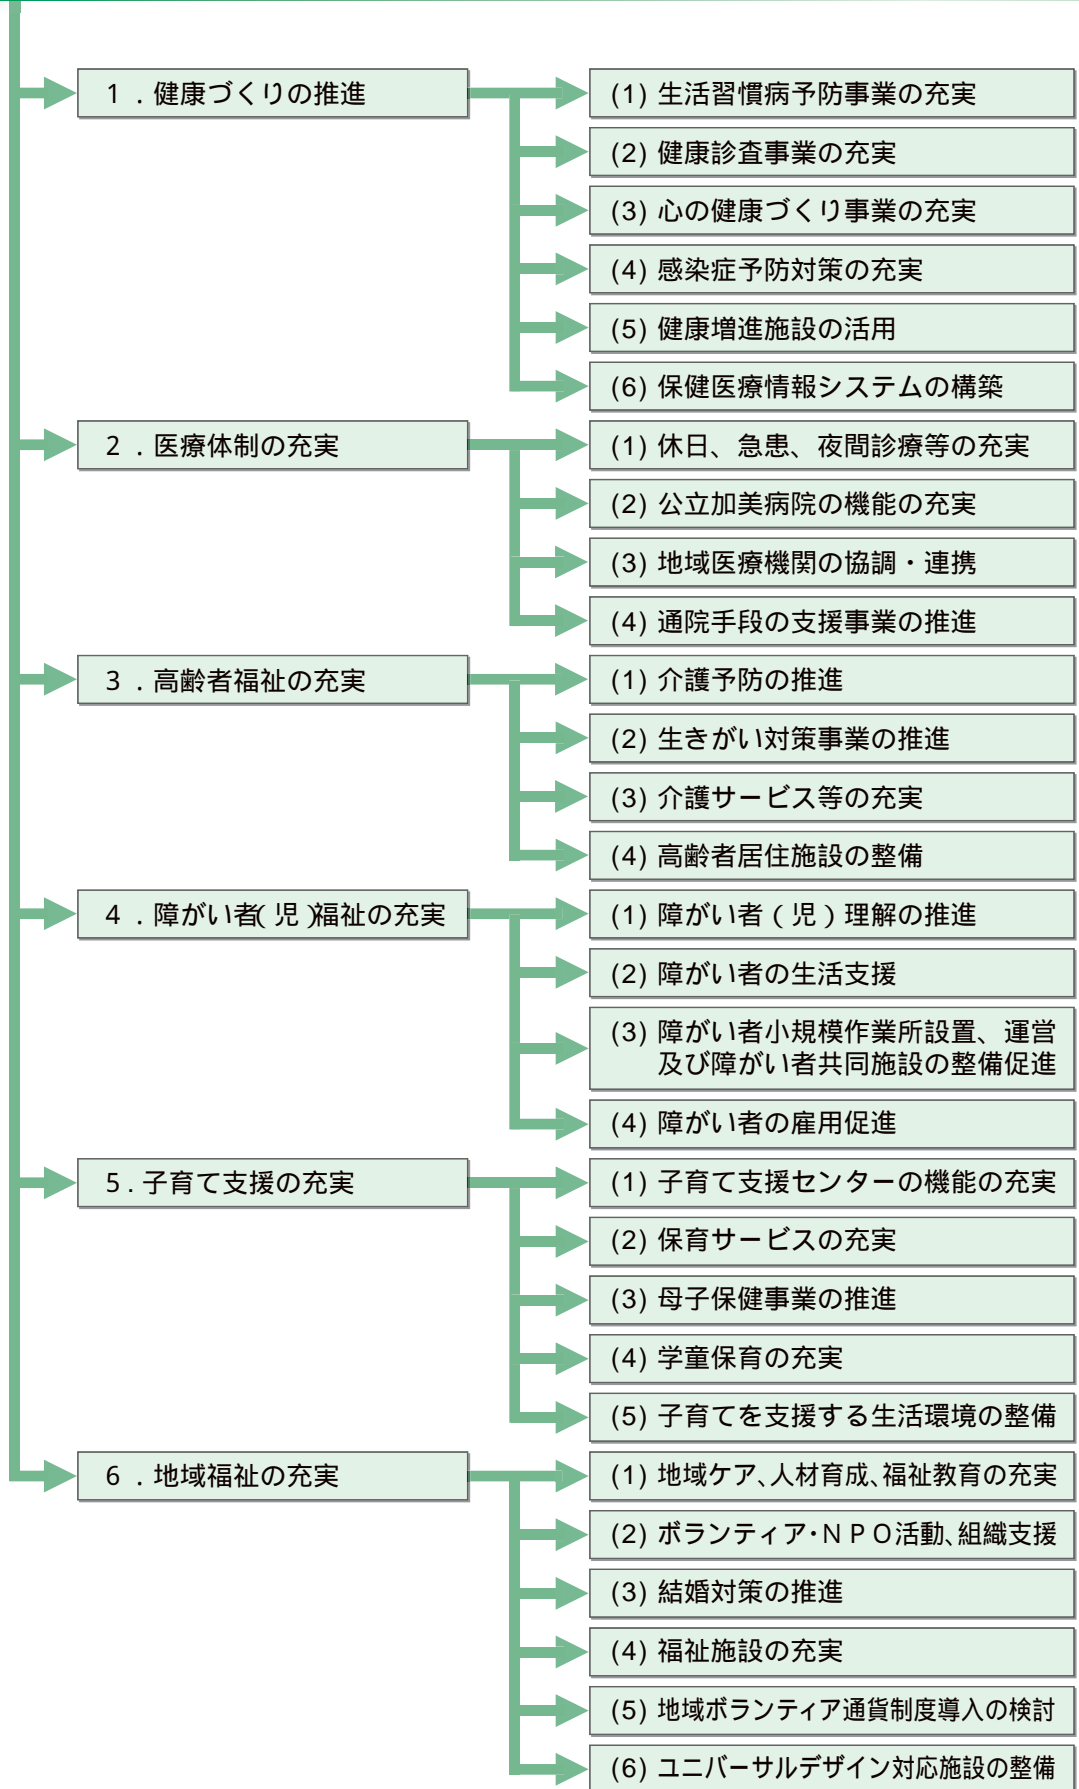 1．健康づくりの推進
(1) 生活習慣病予防事業の充実
(2) 健康診査事業の充実
(3) 心の健康づくり事業の充実
(4) 感染症予防対策の充実
(5) 健康増進施設の活用
(6) 保健医療情報システムの構築
2．医療体制の充実
(1) 休日、急患、夜間診療等の充実
(2) 公立加美病院の機能の充実
(3) 地域医療機関の協調・連携
(4) 通院手段の支援事業の推進
3．高齢者福祉の充実
(1) 介護予防の推進
(2) 生きがい対策事業の推進
(3) 介護サービス等の充実
(4) 高齢者居住施設の整備
4．障がい者(児)福祉の充実
(1) 障がい者（児）理解の推進
(2) 障がい者の生活支援
(3) 障がい者小規模作業所設置、運営
及び障がい者共同施設の整備促進
(4) 障がい者の雇用促進
5．子育て支援の充実
(1) 子育て支援センターの機能の充実
(2) 保育サービスの充実
(3) 母子保健事業の推進
(4) 学童保育の充実
(5) 子育てを支援する生活環境の整備
6．地域福祉の充実
(1) 地域ケア、人材育成、福祉教育の充実
(2) ボランティア・ＮＰＯ活動、組織支援
(3) 結婚対策の推進
(4) 福祉施設の充実
(5) 地域ボランティア通貨制度導入の検討
(6) ユニバーサルデザイン対応施設の整備